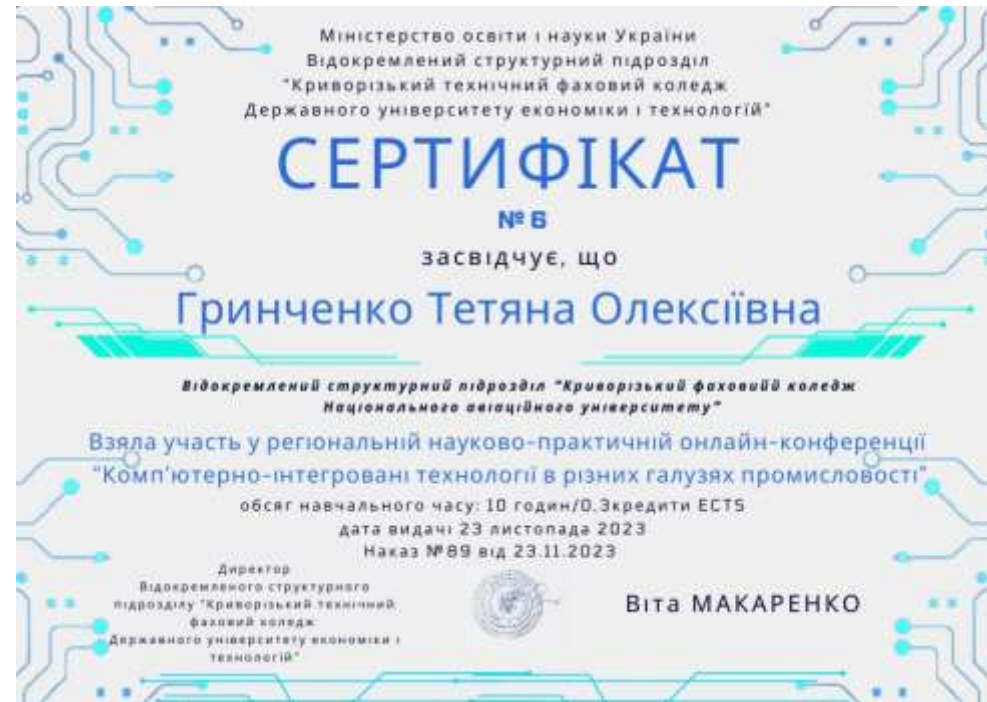 Міністерство освіти і науки України
Відокремлений структурний підрозділ
"Криворізький технічний фаховий коледж
Державного університету економіки і технологій"
СЕРТИФІКАТ
№ 6
засвідчує, що
Гринченко Тетяна Олексіївна
Відокремлений структурний підрозділ "Криворізький фаховийй коледж
Національного авіаційного університету"
Взяла участь у регіональній науково-практичній онлайн-конференції
"Комп'ютерно-інтегровані технології в різних галузях промисловості"
обсяг навчального часу: 10 годин/0.3кредити ECTS
дата видачі 23 листопада 2023
Наказ №89 від 23.11.2023
Директор
Відокремленого структурного
підрозділу "Криворізький технічний
фаховий коледж
Державного університету економіки і
технологій"
Віта МАКАРЕНКО